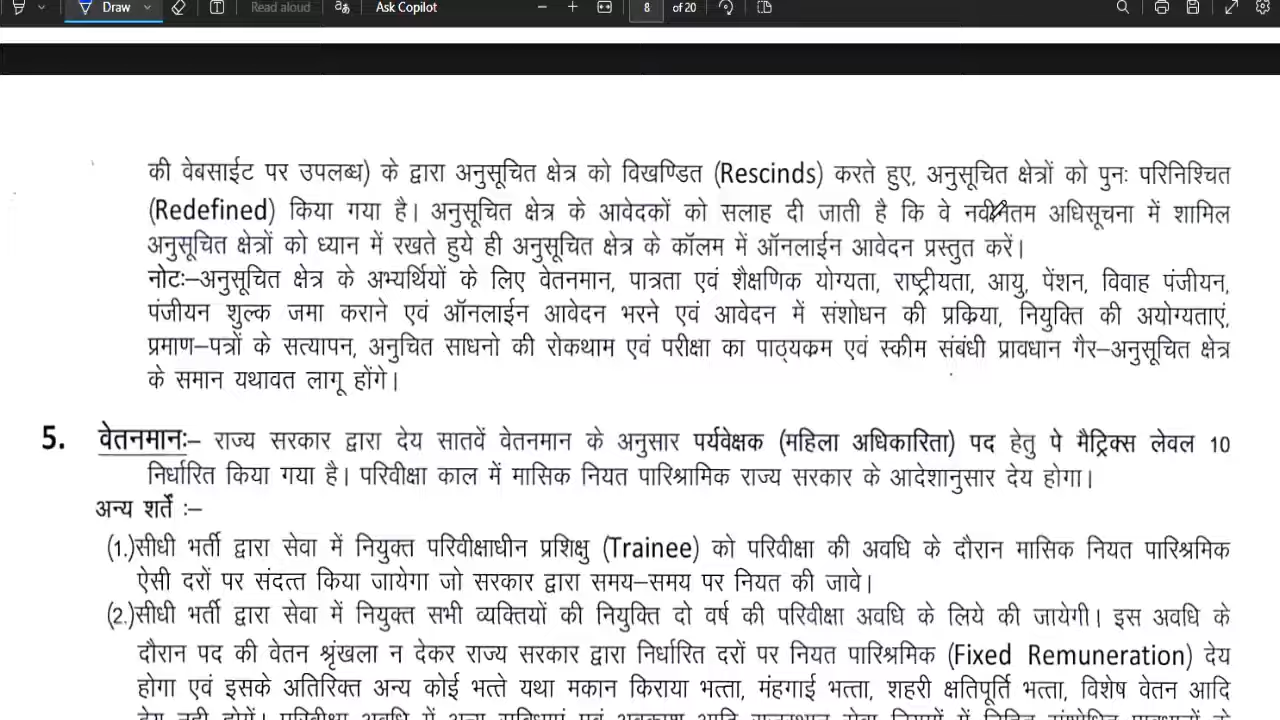 Draw
Read aloud
Ask Copilot
8 of 20
की वेबसाईट पर उपलब्ध) के द्वारा अनुसूचित क्षेत्र को विखण्डित (Rescinds) करते हुए, अनुसूचित क्षेत्रों को पुनः परिनिश्चित
(Redefined) किया गया है। अनुसूचित क्षेत्र के आवेदकों को सलाह दी जाती है कि वे नवीनतम अधिसूचना में शामिल
अनुसूचित क्षेत्रों को ध्यान में रखते हुये ही अनुसूचित क्षेत्र के कॉलम में ऑनलाईन आवेदन प्रस्तुत करें।
नोटः–अनुसूचित क्षेत्र के अभ्यर्थियों के लिए वेतनमान, पात्रता एवं शैक्षणिक योग्यता, राष्ट्रीयता, आयु, पेंशन, विवाह पंजीयन,
पंजीयन शुल्क जमा कराने एवं ऑनलाईन आवेदन भरने एवं आवेदन में संशोधन की प्रक्रिया, नियुक्ति की अयोग्यताएं,
प्रमाण–पत्रों के सत्यापन, अनुचित साधनो की रोकथाम एवं परीक्षा का पाठ्यकम एवं स्कीम संबंधी प्रावधान गैर–अनुसूचित क्षेत्र
के समान यथावत लागू होंगे।
5. वेतनमानः– राज्य सरकार द्वारा देय सातवें वेतनमान के अनुसार पर्यवेक्षक (महिला अधिकारिता) पद हेतु पे मैट्रिक्स लेवल 10
निर्धारित किया गया है। परिवीक्षा काल में मासिक नियत पारिश्रामिक राज्य सरकार के आदेशानुसार देय होगा।
अन्य शर्ते :–
(1.)सीधी भर्ती द्वारा सेवा में नियुक्त परिवीक्षाधीन प्रशिक्षु (Trainee) को परिवीक्षा की अवधि के दौरान मासिक नियत पारिश्रमिक
ऐसी दरों पर संदत्त किया जायेगा जो सरकार द्वारा समय–समय पर नियत की जावे।
(2.)सीधी भर्ती द्वारा सेवा में नियुक्त सभी व्यक्तियों की नियुक्ति दो वर्ष की परिवीक्षा अवधि के लिये की जायेगी। इस अवधि के
दौरान पद की वेतन श्रृंखला न देकर राज्य सरकार द्वारा निर्धारित दरों पर नियत पारिश्रमिक (Fixed Remuneration) देय
होगा एवं इसके अतिरिक्त अन्य कोई भत्ते यथा मकान किराया भत्ता, मंहगाई भत्ता, शहरी क्षतिपूर्ति भत्ता, विशेष वेतन आदि